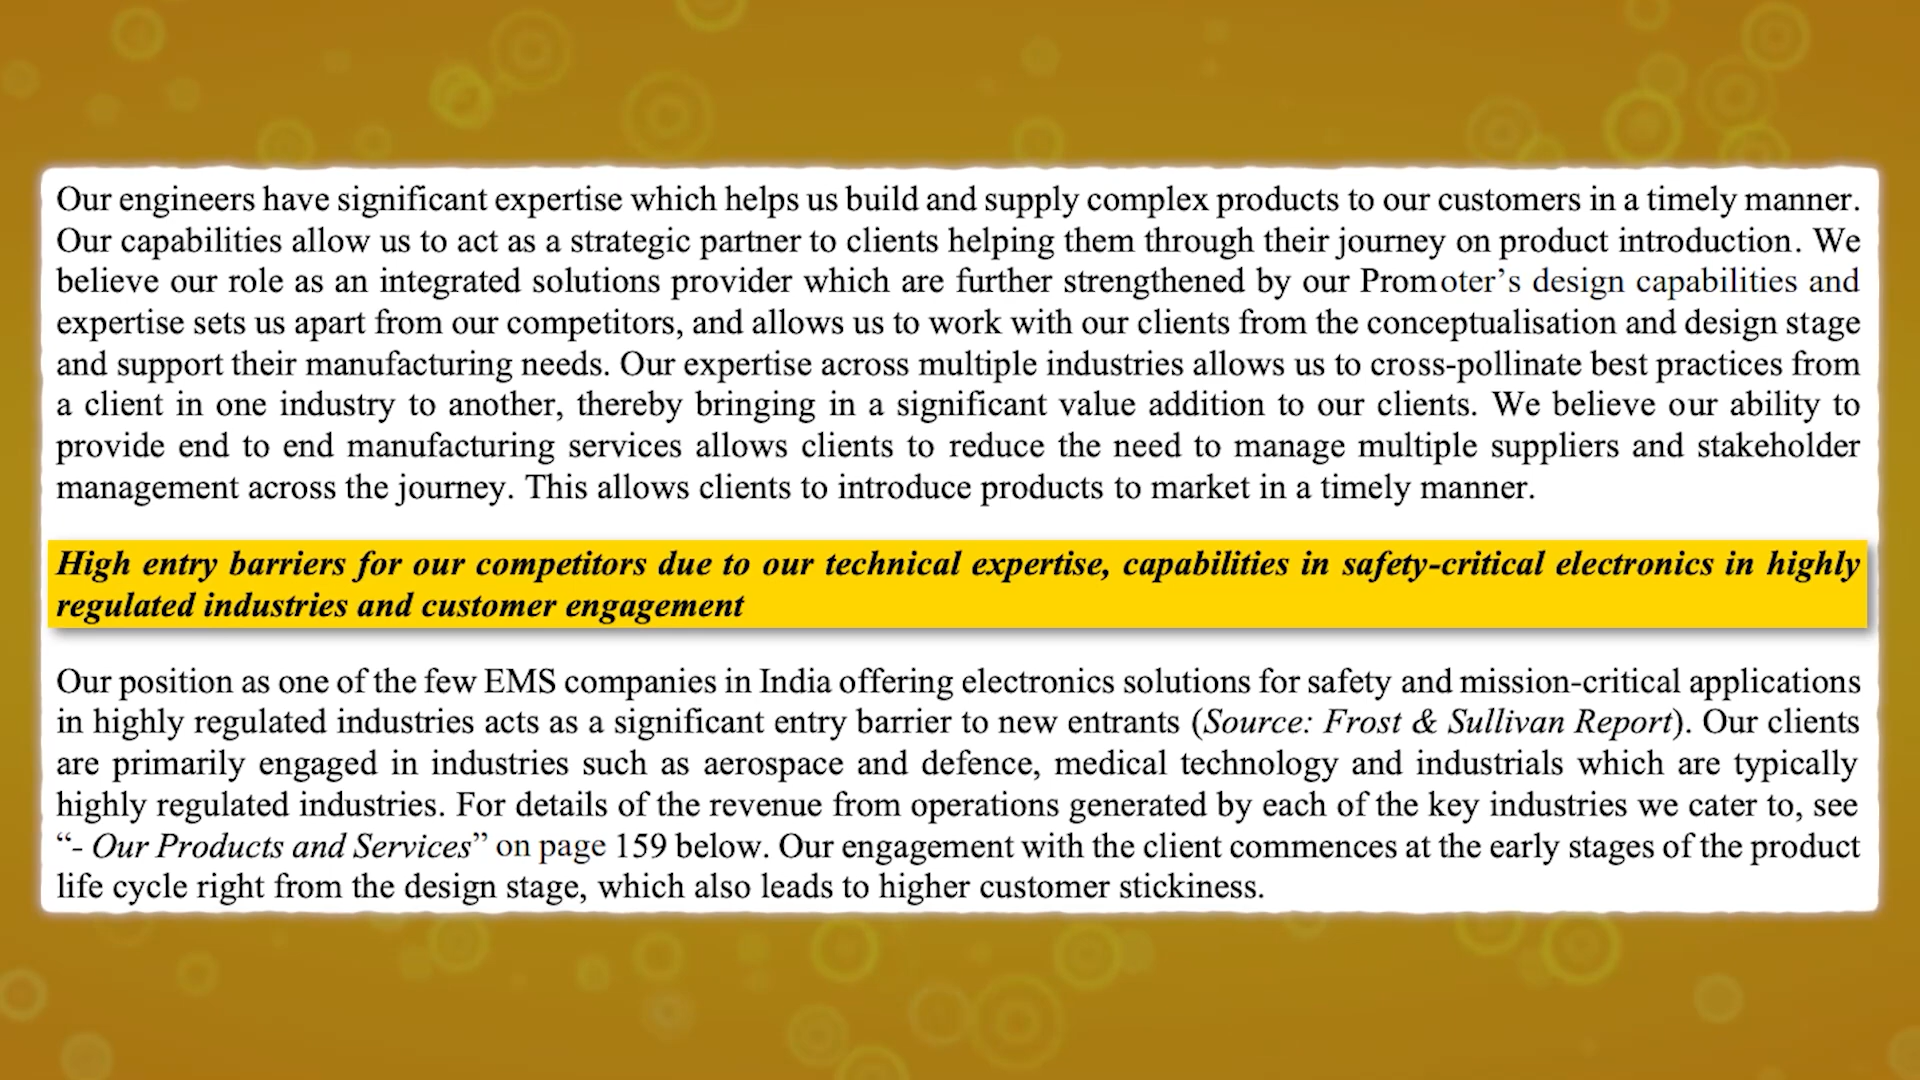 Our engineers have significant expertise which helps us build and supply complex products to our customers in a timely manner.
Our capabilities allow us to act as a strategic partner to clients helping them through their journey on product introduction. We
believe our role as an integrated solutions provider which are further strengthened by our Promoter’s design capabilities and
expertise sets us apart from our competitors, and allows us to work with our clients from the conceptualisation and design stage
and support their manufacturing needs. Our expertise across multiple industries allows us to cross-pollinate best practices from
a client in one industry to another, thereby bringing in a significant value addition to our clients. We believe our ability to
provide end to end manufacturing services allows clients to reduce the need to manage multiple suppliers and stakeholder
management across the journey. This allows clients to introduce products to market in a timely manner.
High entry barriers for our competitors due to our technical expertise, capabilities in safety-critical electronics in highly
regulated industries and customer engagement
Our position as one of the few EMS companies in India offering electronics solutions for safety and mission-critical applications
in highly regulated industries acts as a significant entry barrier to new entrants (Source: Frost & Sullivan Report). Our clients
are primarily engaged in industries such as aerospace and defence, medical technology and industrials which are typically
highly regulated industries. For details of the revenue from operations generated by each of the key industries we cater to, see
“- Our Products and Services” on page 159 below. Our engagement with the client commences at the early stages of the product
life cycle right from the design stage, which also leads to higher customer stickiness.